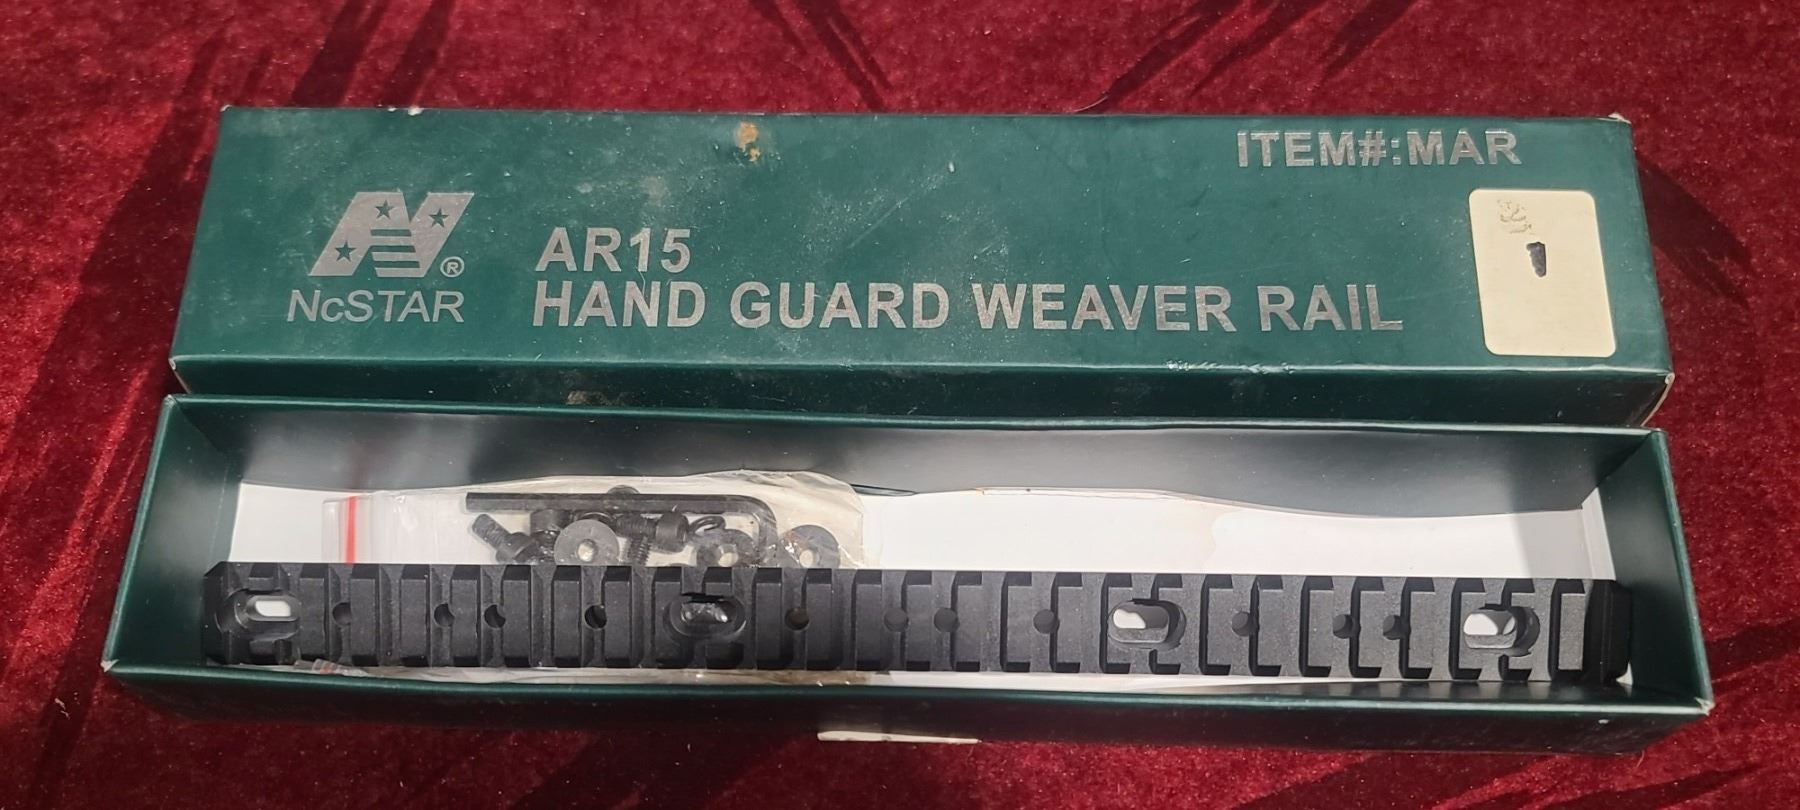 ITEM#:MAR
NcSTAR®
AR15
HAND GUARD WEAVER RAIL